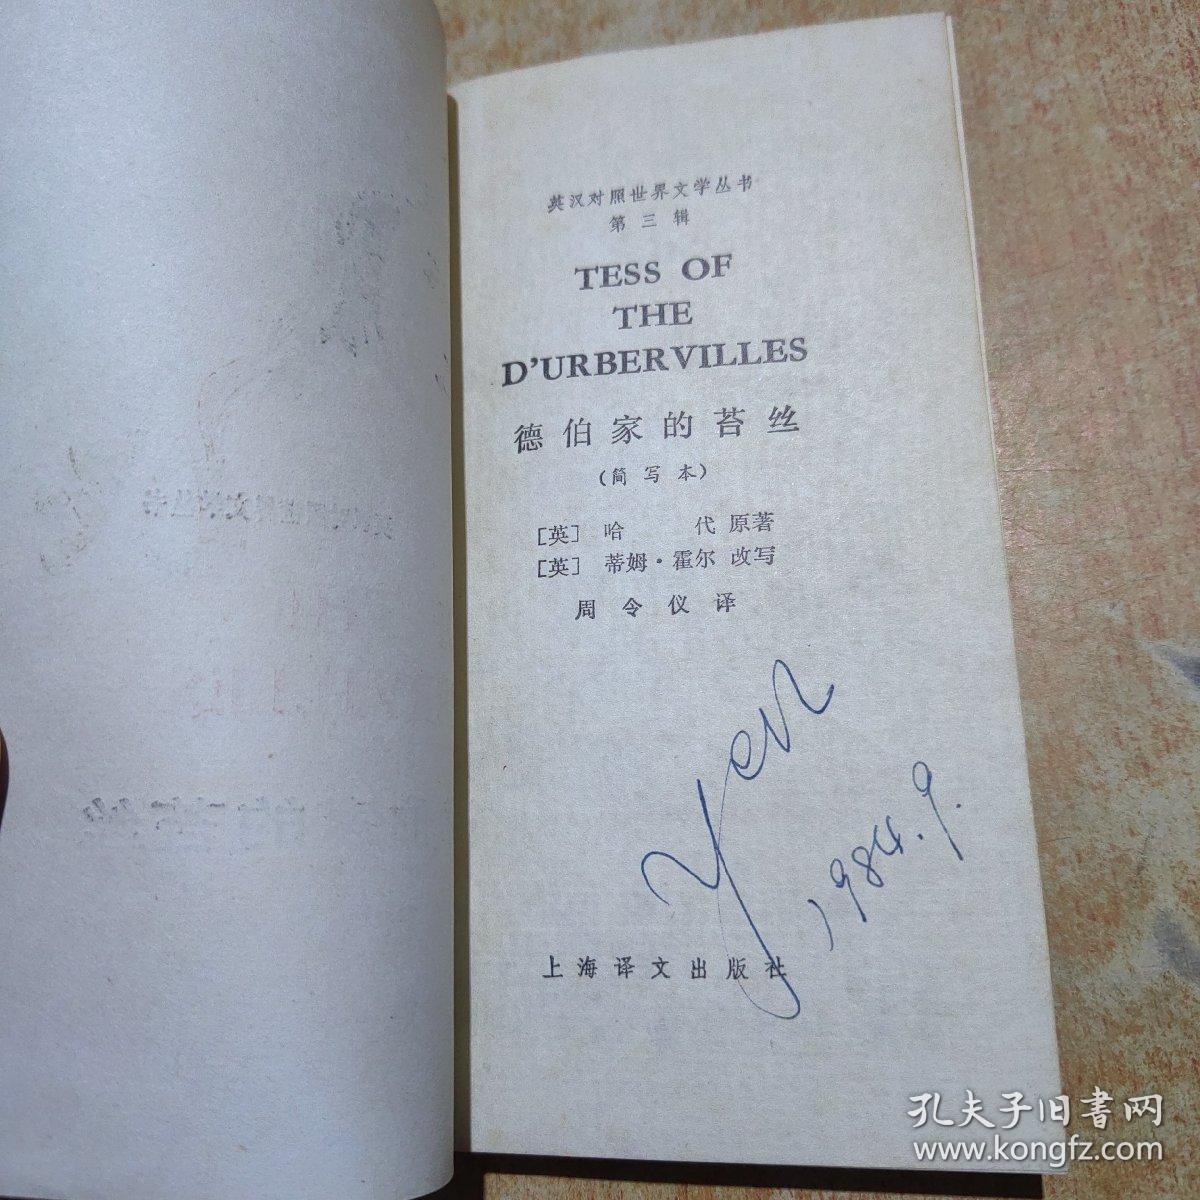 英汉对照世界文学丛书
第三辑
TESS OF
THE
D'URBERVILLES
德伯家的苔丝
(简写本)
[英] 哈 代 原著
[英] 蒂姆·霍尔 改写
周令仪译
Yen
1984.9.
上海译文出版社
孔夫子旧书网
www.kongfz.com